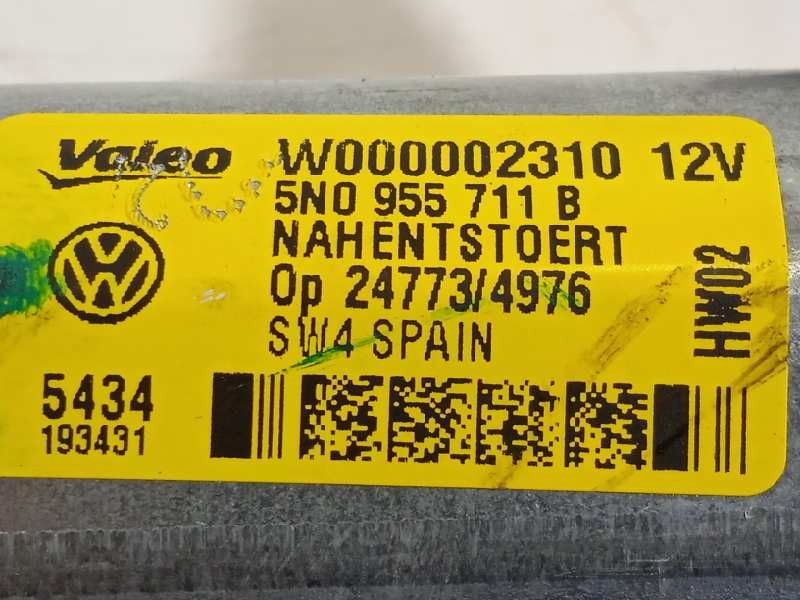 Valeo W000002310 12V
5N0 955 711 B
NAHENTSTOERT
Op 24773/4976
SW4 SPAIN
HW02
5434
193431